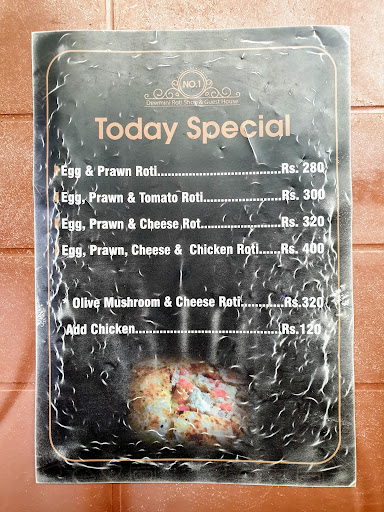 NO.1
Dewmini Roti Shop & Guest House
Today Special
Egg & Prawn Roti................................Rs. 280
Egg, Prawn & Tomato Roti....................Rs. 300
Egg, Prawn & Cheese Rot.....................Rs. 320
Egg, Prawn, Cheese & Chicken Roti......Rs. 400
Olive Mushroom & Cheese Roti...........Rs.320
Add Chicken.....................................Rs.120